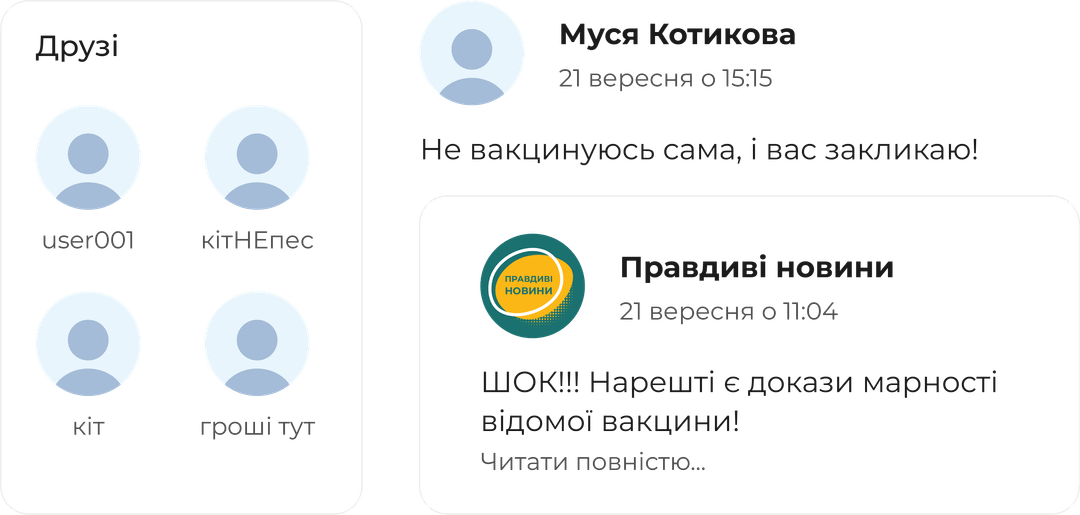 Друзі
user001
кітНЕпес
кіт
гроші тут
Муся Котикова
21 вересня о 15:15
Не вакцинуюсь сама, і вас закликаю!
ПРАВДИВІ
НОВИНИ
Правдиві новини
21 вересня о 11:04
ШОК!!! Нарешті є докази марності
відомої вакцини!
Читати повністю...